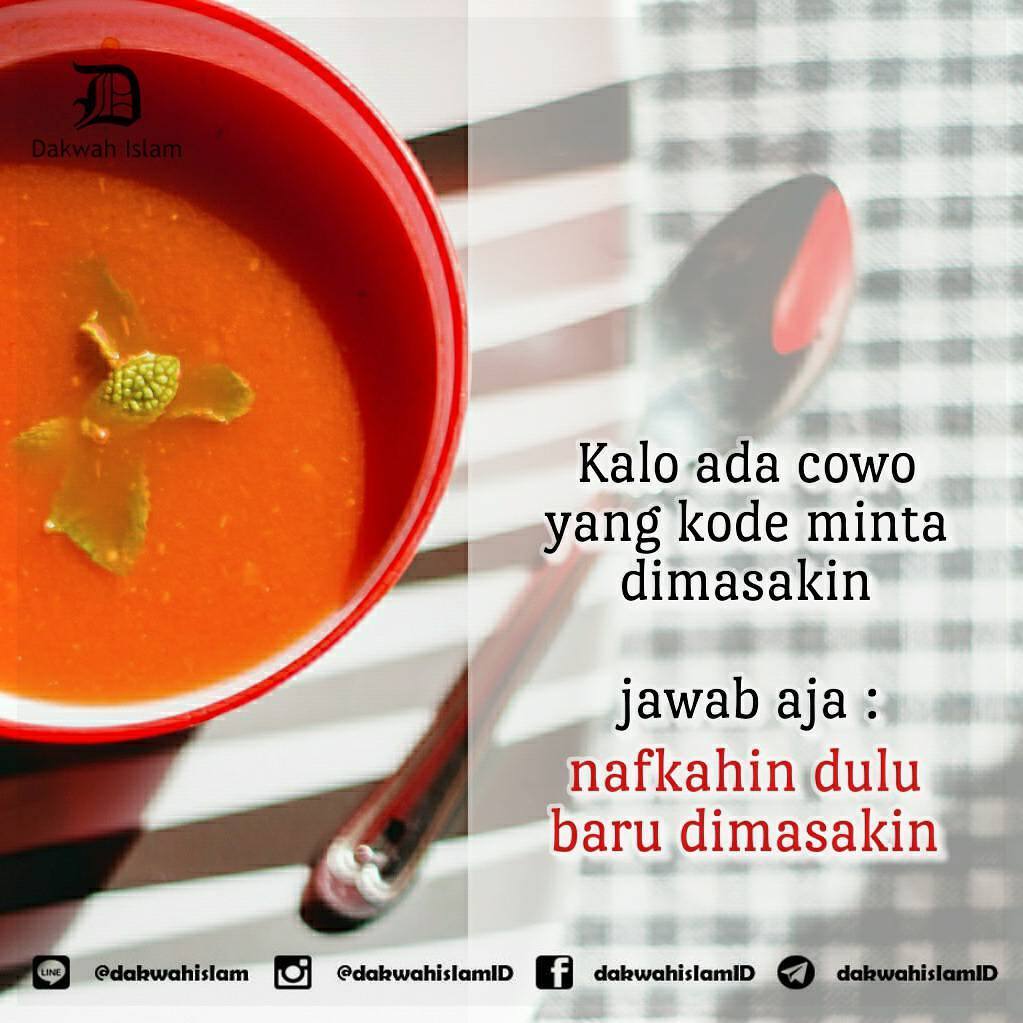 Dakwah Islam
Kalo ada cowo
yang kode minta
dimasakin
jawab aja :
nafkahin dulu
baru dimasakin
LINE @dakwahislam @dakwahislamID dakwahislamID dakwahislamID